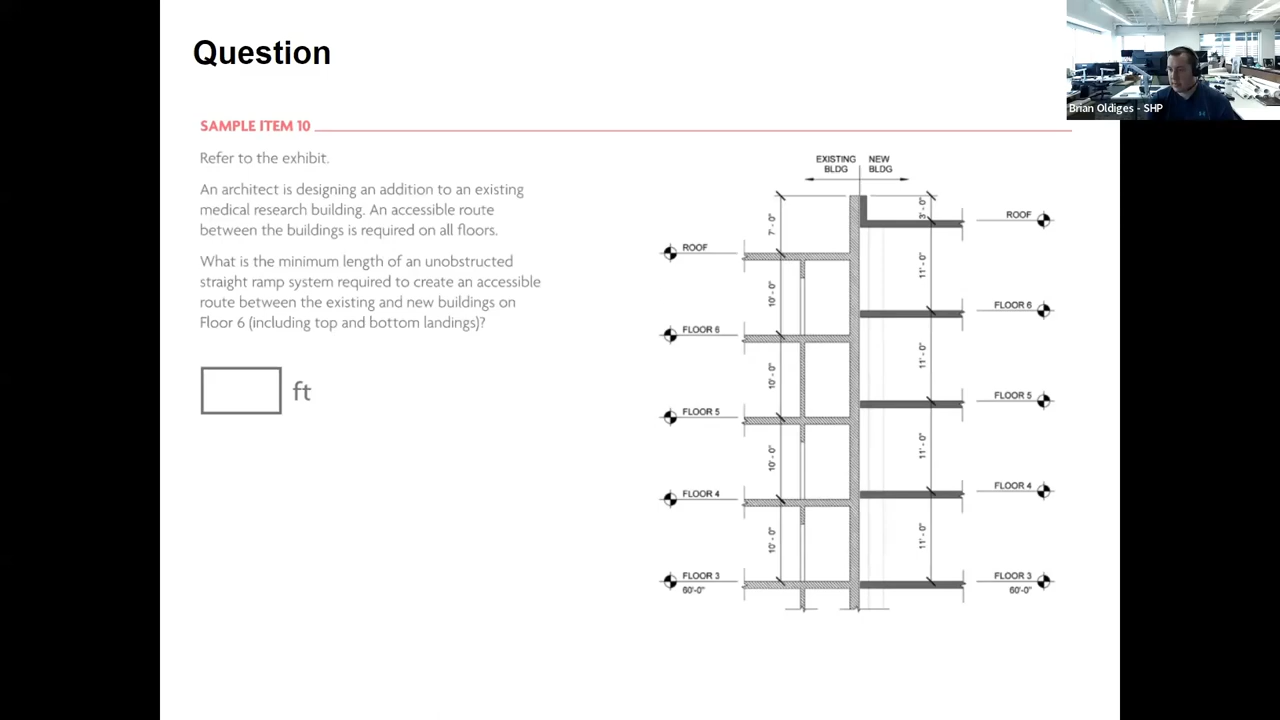 Question
Brian Oldiges - SHP
SAMPLE ITEM 10
Refer to the exhibit.
An architect is designing an addition to an existing
medical research building. An accessible route
between the buildings is required on all floors.
What is the minimum length of an unobstructed
straight ramp system required to create an accessible
route between the existing and new buildings on
Floor 6 (including top and bottom landings)?
ft
EXISTING BLDG
NEW BLDG
7' - 0"
3' - 0"
ROOF
ROOF
10' - 0"
11' - 0"
FLOOR 6
FLOOR 6
10' - 0"
11' - 0"
FLOOR 5
FLOOR 5
10' - 0"
11' - 0"
FLOOR 4
FLOOR 4
10' - 0"
11' - 0"
FLOOR 3
60'-0"
FLOOR 3
60'-0"